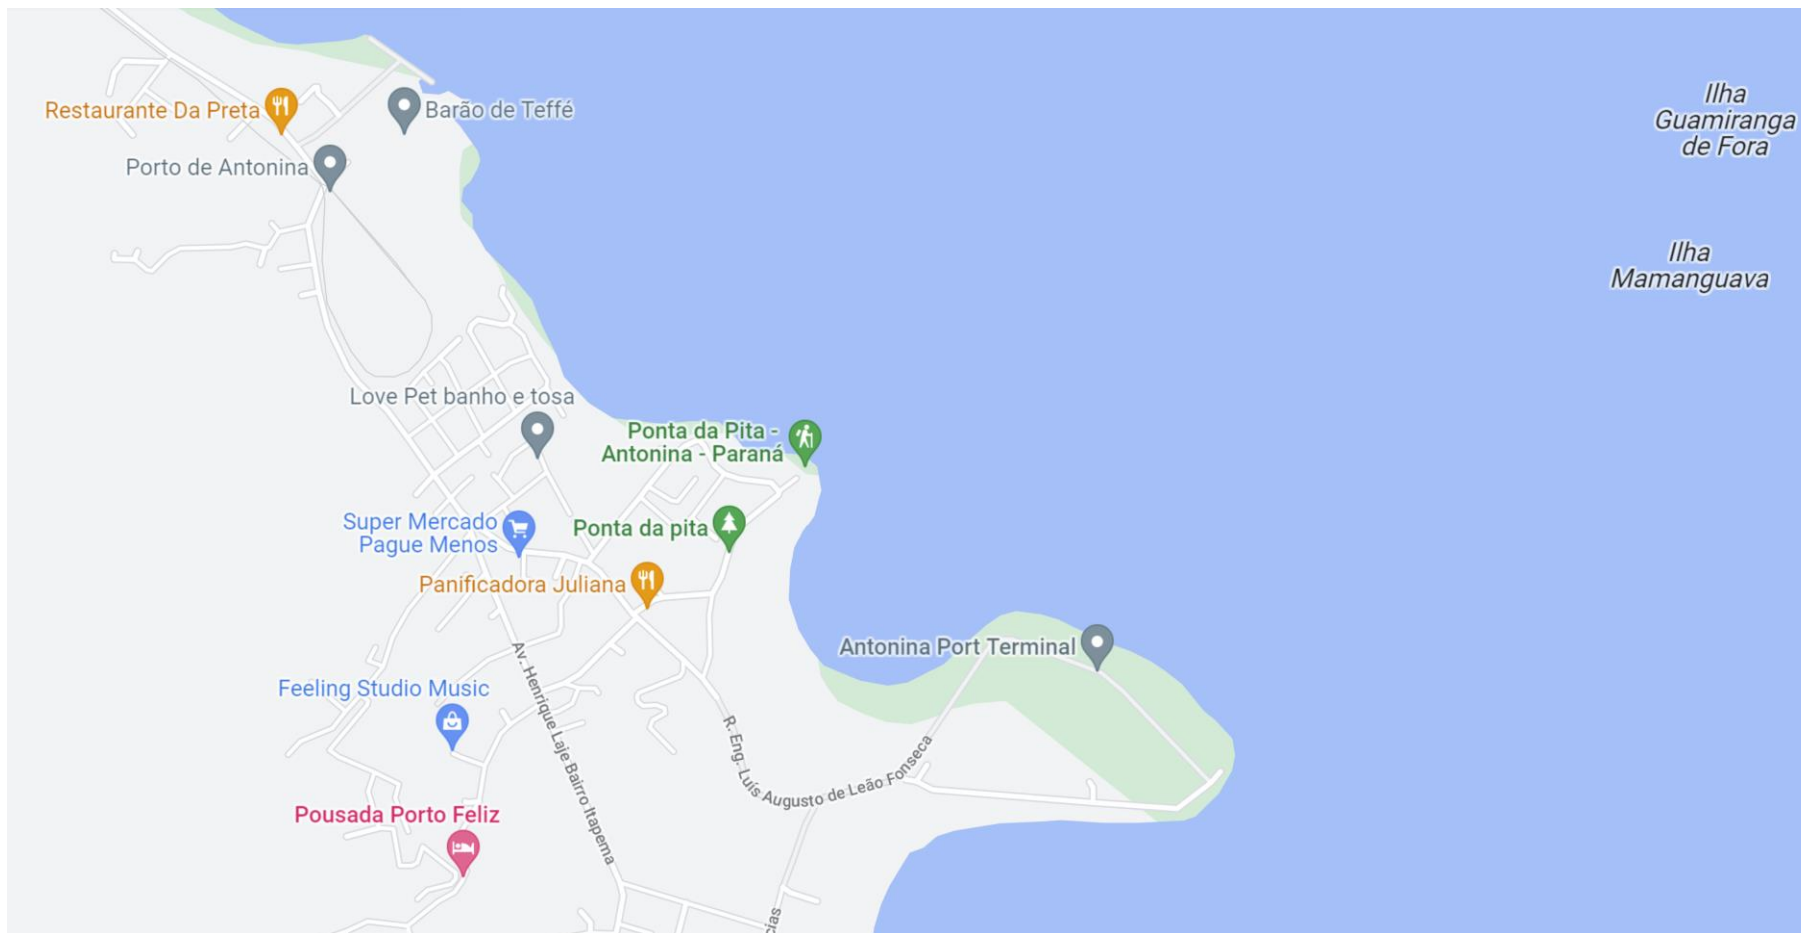 Ilha
Guamiranga
de Fora
Restaurante Da Preta
Barão de Teffé
Porto de Antonina
Ilha
Mamanguava
Love Pet banho e tosa
Ponta da Pita -
Antonina - Paraná
Super Mercado
Pague Menos
Ponta da pita
Panificadora Juliana
Antonina Port Terminal
Feeling Studio Music
Av. Henrique Laje Bairro Itapema
R. Eng. Luís Augusto de Leão Fonseca
Pousada Porto Feliz